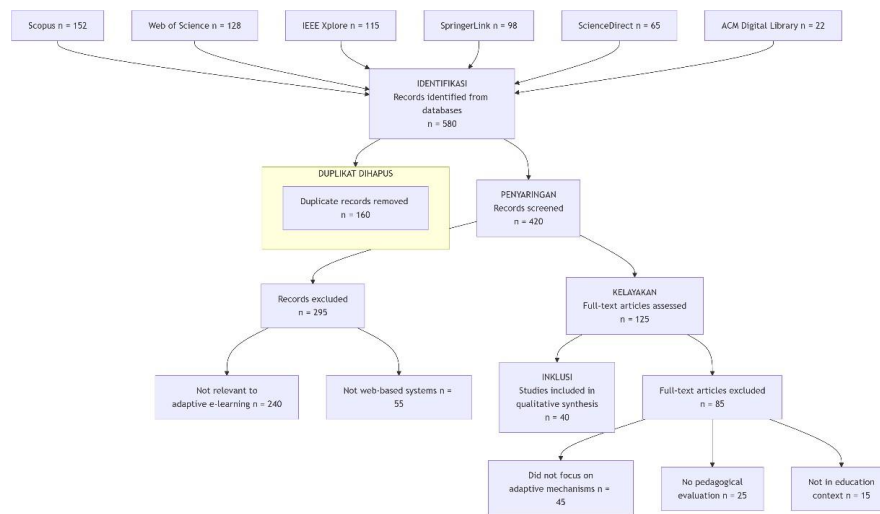 Scopus n = 152
Web of Science n = 128
IEEE Xplore n = 115
SpringerLink n = 98
ScienceDirect n = 65
ACM Digital Library n = 22
IDENTIFIKASI
Records identified from
databases
n = 580
DUPLIKAT DIHAPUS
Duplicate records removed
n = 160
PENYARINGAN
Records screened
n = 420
Records excluded
n = 295
KELAYAKAN
Full-text articles assessed
n = 125
Not relevant to
adaptive e-learning n = 240
Not web-based systems n =
55
INKLUSI
Studies included in
qualitative synthesis
n = 40
Full-text articles excluded
n = 85
Did not focus on
adaptive mechanisms n =
45
No pedagogical
evaluation n = 25
Not in education
context n = 15